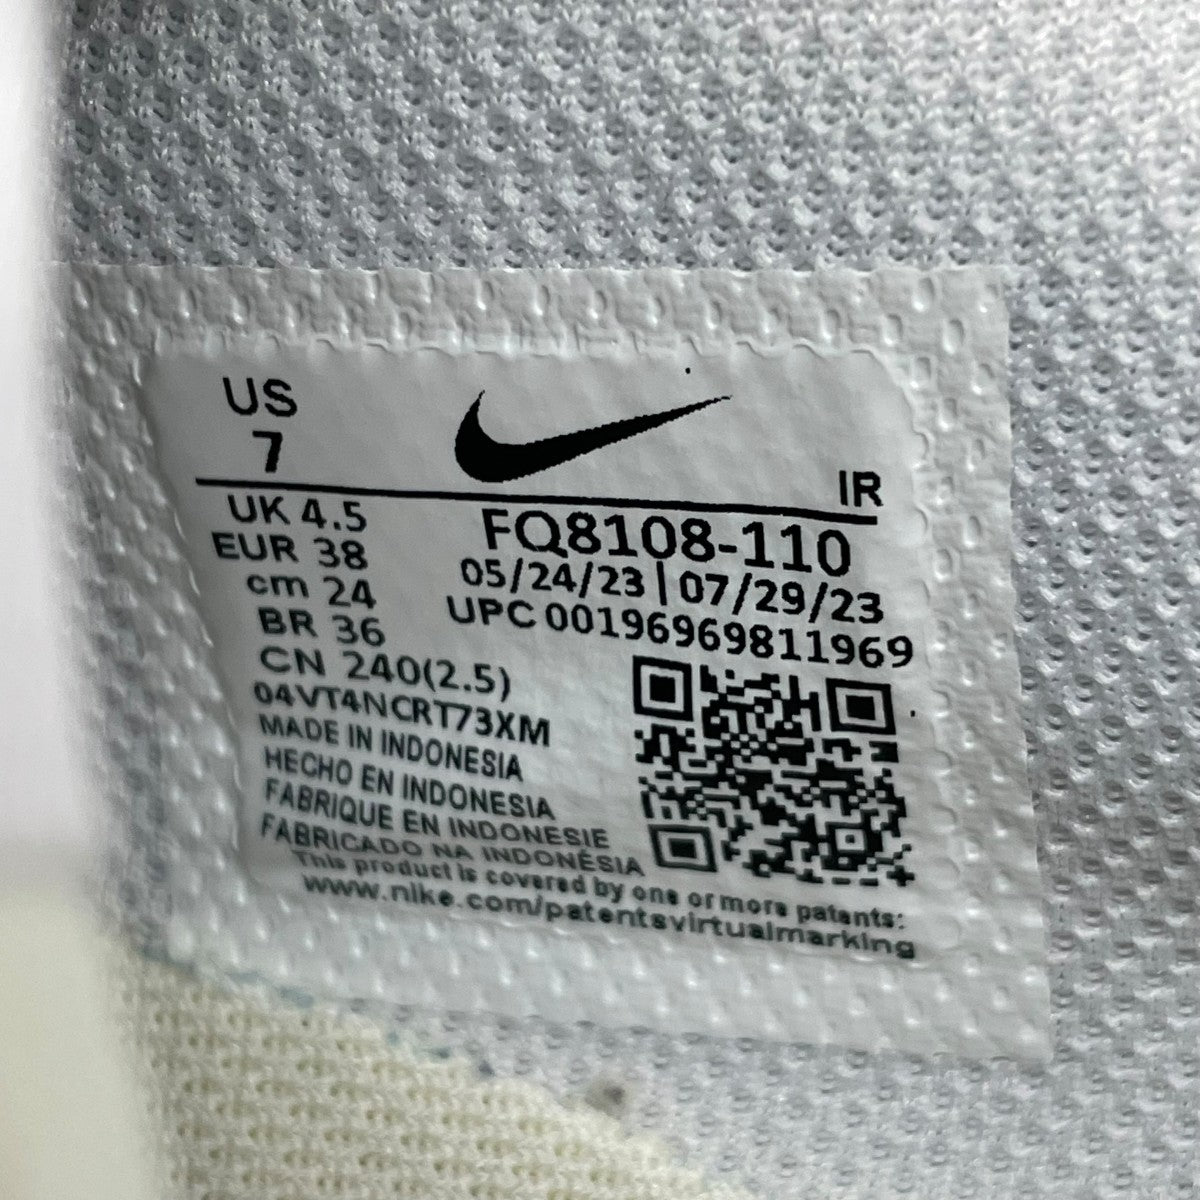 US
7
IR
UK 4.5
FQ8108-110
EUR 38
05/24/23 | 07/29/23
cm 24
UPC 00196969811969
BR 36
CN 240(2.5)
04VT4NCRT73XM
MADE IN INDONESIA
HECHO EN INDONESIA
FABRIQUE EN INDONESIE
FABRICADO NA INDONÉSIA
This product is covered by one or more patents:
www.nike.com/patentsvirtualmarking